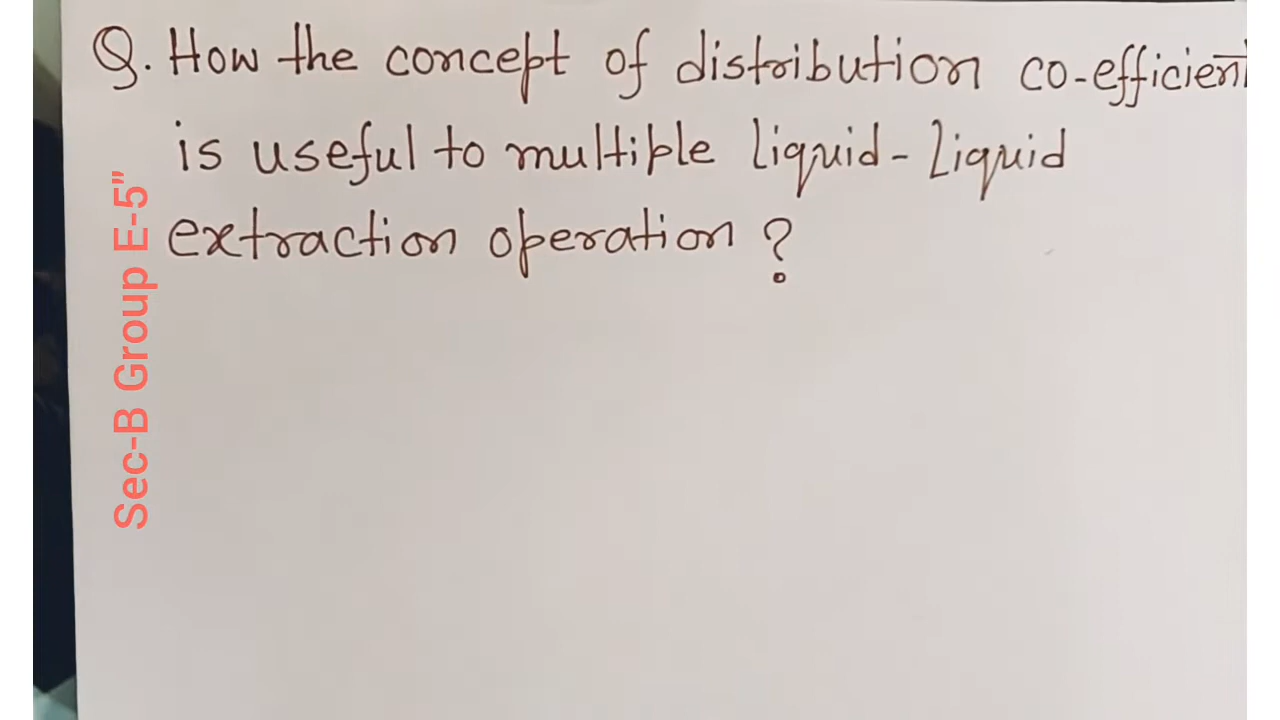 Q. How the concept of distribution co-efficient
is useful to multiple liquid-Liquid
extraction operation ?
Sec-B Group E-5"